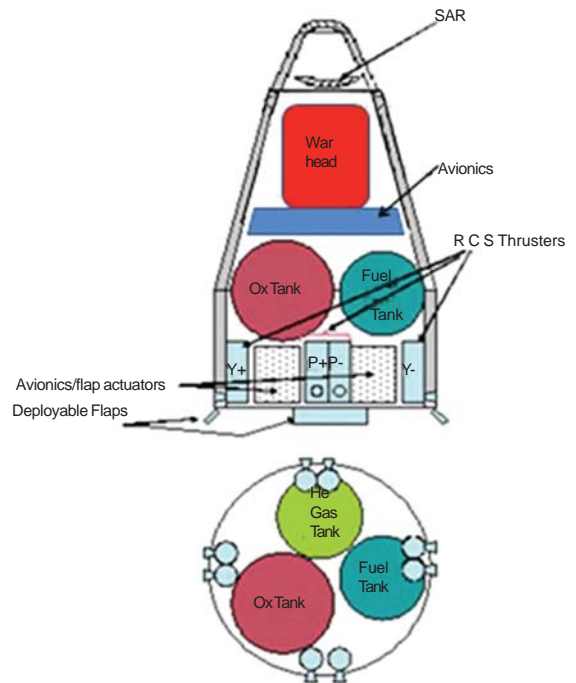 SAR
War
head
Avionics
R C S Thrusters
Ox Tank
Fuel
Tank
Y+
P+ P-
Y-
Avionics/flap actuators
Deployable Flaps
He
Gas
Tank
Fuel
Tank
Ox Tank